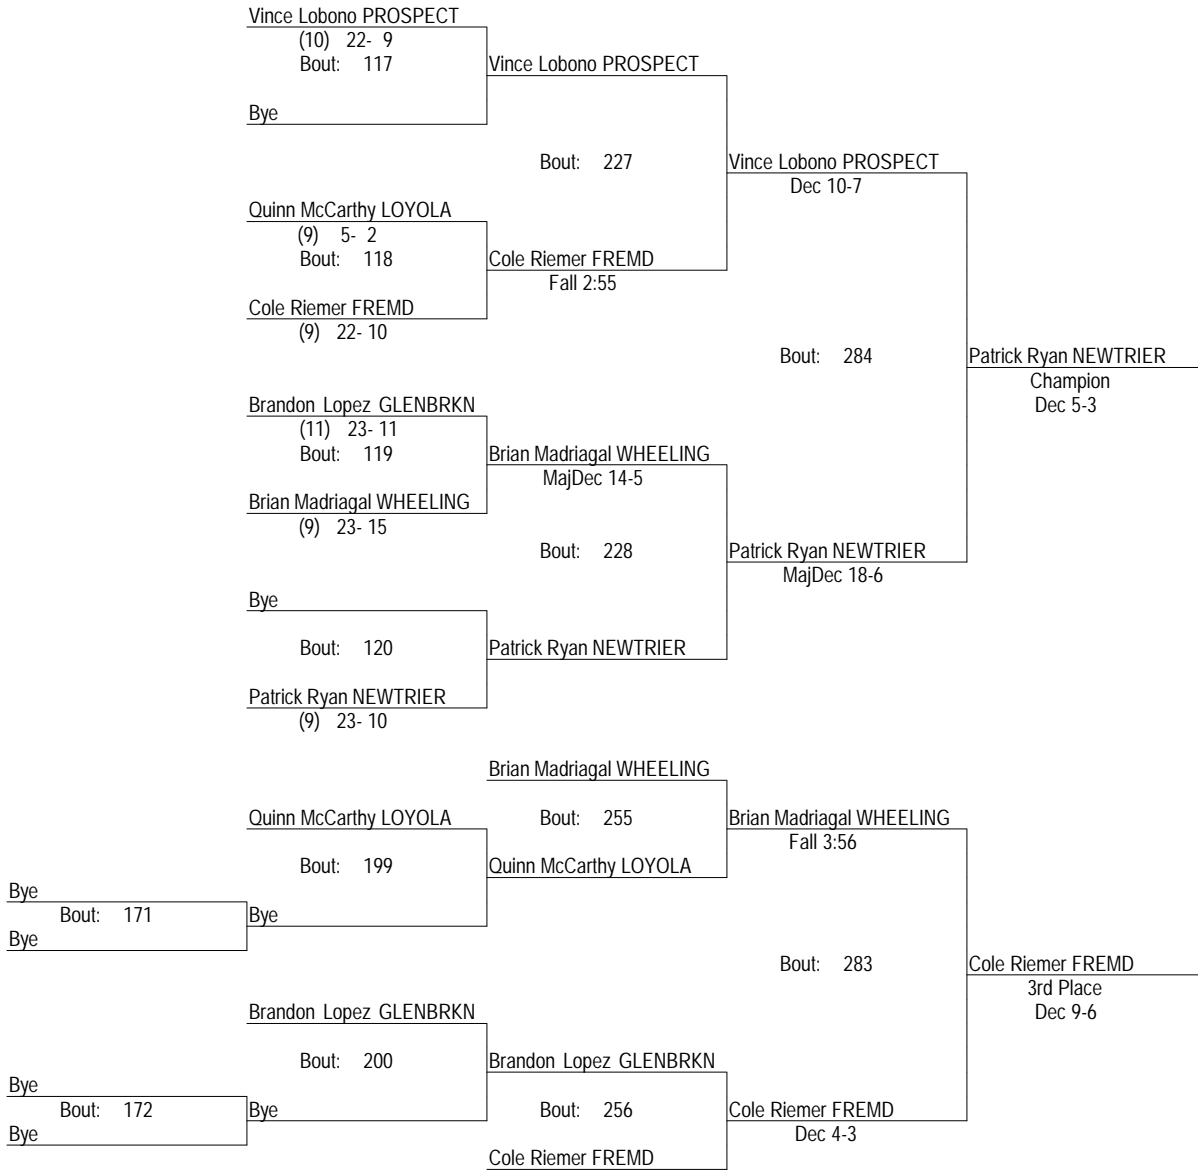 Vince Lobono PROSPECT
(10) 22- 9
Bout: 117
Vince Lobono PROSPECT
Bye
Bout: 227
Vince Lobono PROSPECT
Dec 10-7
Quinn McCarthy LOYOLA
(9) 5- 2
Bout: 118
Cole Riemer FREMD
Fall 2:55
Cole Riemer FREMD
(9) 22- 10
Bout: 284
Patrick Ryan NEWTRIER
Champion
Dec 5-3
Brandon Lopez GLENBRKN
(11) 23- 11
Bout: 119
Brian Madriagal WHEELING
MajDec 14-5
Brian Madriagal WHEELING
(9) 23- 15
Bout: 228
Patrick Ryan NEWTRIER
MajDec 18-6
Bye
Bout: 120
Patrick Ryan NEWTRIER
Patrick Ryan NEWTRIER
(9) 23- 10
Brian Madriagal WHEELING
Quinn McCarthy LOYOLA
Bout: 255
Brian Madriagal WHEELING
Fall 3:56
Bout: 199
Quinn McCarthy LOYOLA
Bye
Bout: 171
Bye
Bye
Bout: 283
Cole Riemer FREMD
3rd Place
Dec 9-6
Brandon Lopez GLENBRKN
Bout: 200
Brandon Lopez GLENBRKN
Bye
Bout: 172
Bye
Bout: 256
Cole Riemer FREMD
Dec 4-3
Bye
Cole Riemer FREMD